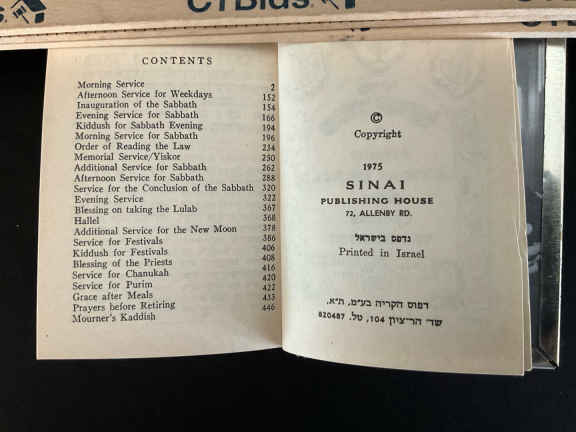 CTBids
CTBids
CONTENTS
Morning Service 2
Afternoon Service for Weekdays 152
Inauguration of the Sabbath 154
Evening Service for Sabbath 166
Kiddush for Sabbath Evening 194
Morning Service for Sabbath 196
Order of Reading the Law 234
Memorial Service/Yiskor 250
Additional Service for Sabbath 262
Afternoon Service for Sabbath 288
Service for the Conclusion of the Sabbath 320
Evening Service 322
Blessing on taking the Lulab 367
Hallel 368
Additional Service for the New Moon 378
Service for Festivals 386
Kiddush for Festivals 406
Blessing of the Priests 408
Service for Chanukah 416
Service for Purim 420
Grace after Meals 422
Prayers before Retiring 433
Mourner's Kaddish 446
©
Copyright
1975
SINAI
PUBLISHING HOUSE
72, ALLENBY RD.
נדפס בישראל
Printed in Israel
דפוס הקריה בע״מ, ת״א.
שד׳ הר־ציון 104, טל. 820487